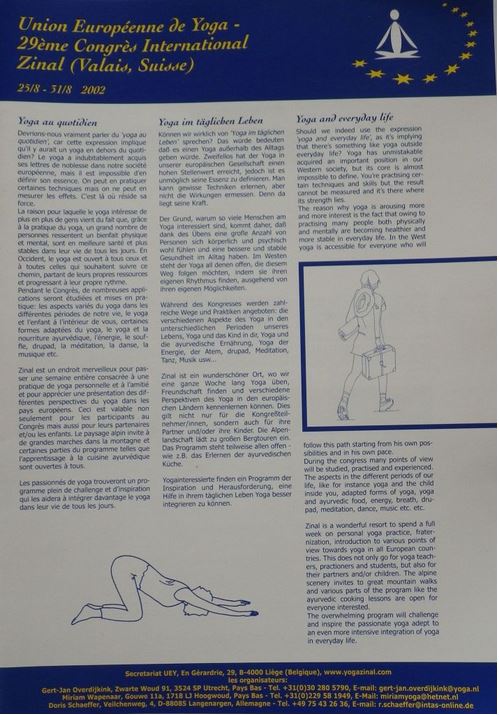 Union Européenne de Yoga -
29ème Congrès International
Zinal (Valais, Suisse)
25/8 - 31/8 2002
Yoga au quotidien
Devrions-nous vraiment parler du 'yoga au
quotidien', car cette expression implique
qu'il y aurait un yoga en dehors du quoti-
dien? Le yoga a indubitablement acquis
ses lettres de noblesse dans notre société
européenne, mais il est impossible d'en
définir son essence. On peut en pratiquer
certaines techniques mais on ne peut en
mesurer les effets. C'est là où réside sa
force.
La raison pour laquelle le yoga intéresse de
plus en plus de gens vient du fait que, grâce
à la pratique du yoga, un grand nombre de
personnes ressentent un bienfait physique
et mental, sont en meilleure santé et plus
stables dans leur vie de tous les jours. En
Occident, le yoga est ouvert à tous ceux et
à toutes celles qui souhaitent suivre ce
chemin, partant de leurs propres ressources
et progressant à leur propre rythme.
Pendant le Congrès, de nombreuses appli-
cations seront étudiées et mises en pra-
tique: les aspects variés du yoga dans les
différentes périodes de notre vie, le yoga
et l'enfant à l'intérieur de vous, certaines
formes adaptées du yoga, le yoga et la
nourriture ayurvédique, l'énergie, le souf-
fle, drupad, la méditation, la danse, la
musique etc.
Zinal est un endroit merveilleux pour pas-
ser une semaine entière consacrée à une
pratique de yoga personnelle et à l'amitié
et pour apprécier une présentation des dif-
férentes perspectives du yoga dans les
pays européens. Ceci est valable non
seulement pour les participants au
Congrès mais aussi pour leurs partenaires
et/ou les enfants. Le paysage alpin invite à
de grandes marches dans la montagne et
certaines parties du programme telles que
l'apprentissage à la cuisine ayurvédique
sont ouvertes à tous.
Les passionnés de yoga trouveront un pro-
gramme plein de challenge et d'inspiration
qui les aidera à intégrer davantage le yoga
dans leur vie de tous les jours.
Yoga im täglichen Leben
Können wir wirklich von 'Yoga im täglichen
Leben' sprechen? Das würde bedeuten
daß es einen Yoga außerhalb des Alltags
geben würde. Zweifellos hat der Yoga in
unserer europäischen Gesellschaft einen
hohen Stellenwert erreicht, jedoch ist es
unmöglich seine Essenz zu definieren. Man
kann gewisse Techniken erlernen, aber
nicht die Wirkungen ermessen. Denn da
liegt seine Kraft.
Der Grund, warum so viele Menschen am
Yoga interessiert sind, kommt daher, daß
dank des Übens eine große Anzahl von
Personen sich körperlich und psychisch
wohl fühlen und eine bessere und stabile
Gesundheit im Alltag haben. Im Westen
steht der Yoga all denen offen, die diesem
Weg folgen möchten, indem sie ihren
eigenen Rhythmus finden, ausgehend von
ihren eigenen Möglichkeiten.
Während des Kongresses werden zahl-
reiche Wege und Praktiken angeboten: die
verschiedenen Aspekte des Yoga in den
unterschiedlichen Perioden unseres
Lebens, Yoga und das Kind in dir, Yoga und
die ayurvedische Ernährung, Yoga der
Energie, der Atem, drupad, Meditation,
Tanz, Musik usw...
Zinal ist ein wunderschöner Ort, wo wir
eine ganze Woche lang Yoga üben,
Freundschaft finden und verschiedene
Perspektiven des Yoga in den europäis-
chen Ländern kennenlernen können. Dies
gilt nicht nur für die Kongreßteil-
nehmer/innen, sondern auch für ihre
Partner und/oder ihre Kinder. Die Alpen-
landschaft läd zu großen Bergtouren ein.
Das Programm steht teilweise allen offen -
wie z.B. das Erlernen der ayurvedischen
Küche.
Yogainteressierte finden ein Programm der
Inspiration und Herausforderung, eine
Hilfe in ihrem täglichen Leben Yoga besser
integrieren zu können.
Yoga and everyday life
Should we indeed use the expression
'yoga and everyday life', as it's implying
that there's something like yoga outside
everyday life? Yoga has unmistakable
acquired an important position in our
Western society, but its core is almost
impossible to define. You're practising cer-
tain techniques and skills but the result
cannot be measured and it's there where
its strength lies.
The reason why yoga is arousing more
and more interest is the fact that owing to
practising many people both physically
and mentally are becoming healthier and
more stable in everyday life. In the West
yoga is accessible for everyone who will
follow this path starting from his own pos-
sibilities and in his own pace.
During the congress many points of view
will be studied, practised and experienced.
The aspects in the different periods of our
life, like for instance yoga and the child
inside you, adapted forms of yoga, yoga
and ayurvedic food, energy, breath, dru-
pad, meditation, dance, music etc. etc.
Zinal is a wonderful resort to spend a full
week on personal yoga practice, frater-
nization, introduction to various points of
view towards yoga in all European coun-
tries. This does not only go for yoga teach-
ers, practioners and students, but also for
their partners and/or children. The alpine
scenery invites to great mountain walks
and various parts of the program like the
ayurvedic cooking lessons are open for
everyone interested.
The overwhelming program will challenge
and inspire the passionate yoga adept to
an even more intensive integration of yoga
in everyday life.
Secretariat UEY, En Gérardrie, 29, B-4000 Liège (Belgique), www.yogazinal.com
les organisateurs:
Gert-Jan Overdijkink, Zwarte Woud 91, 3524 SP Utrecht, Pays Bas - Tel. +31(0)30 280 5790, E-mail: gert-jan.overdijkink@yoga.nl
Miriam Wapenaar, Gouwe 11a, 1718 LJ Hoogwoud, Pays Bas - Tel. +31(0)229 58 1949, E-Mail: miriamyoga@hetnet.nl
Doris Schaeffer, Veilchenweg, 4, D-88085 Langenargen, Allemagne - Tel. +49 75 43 26 36, E-mail: r.schaeffer@intas-online.de